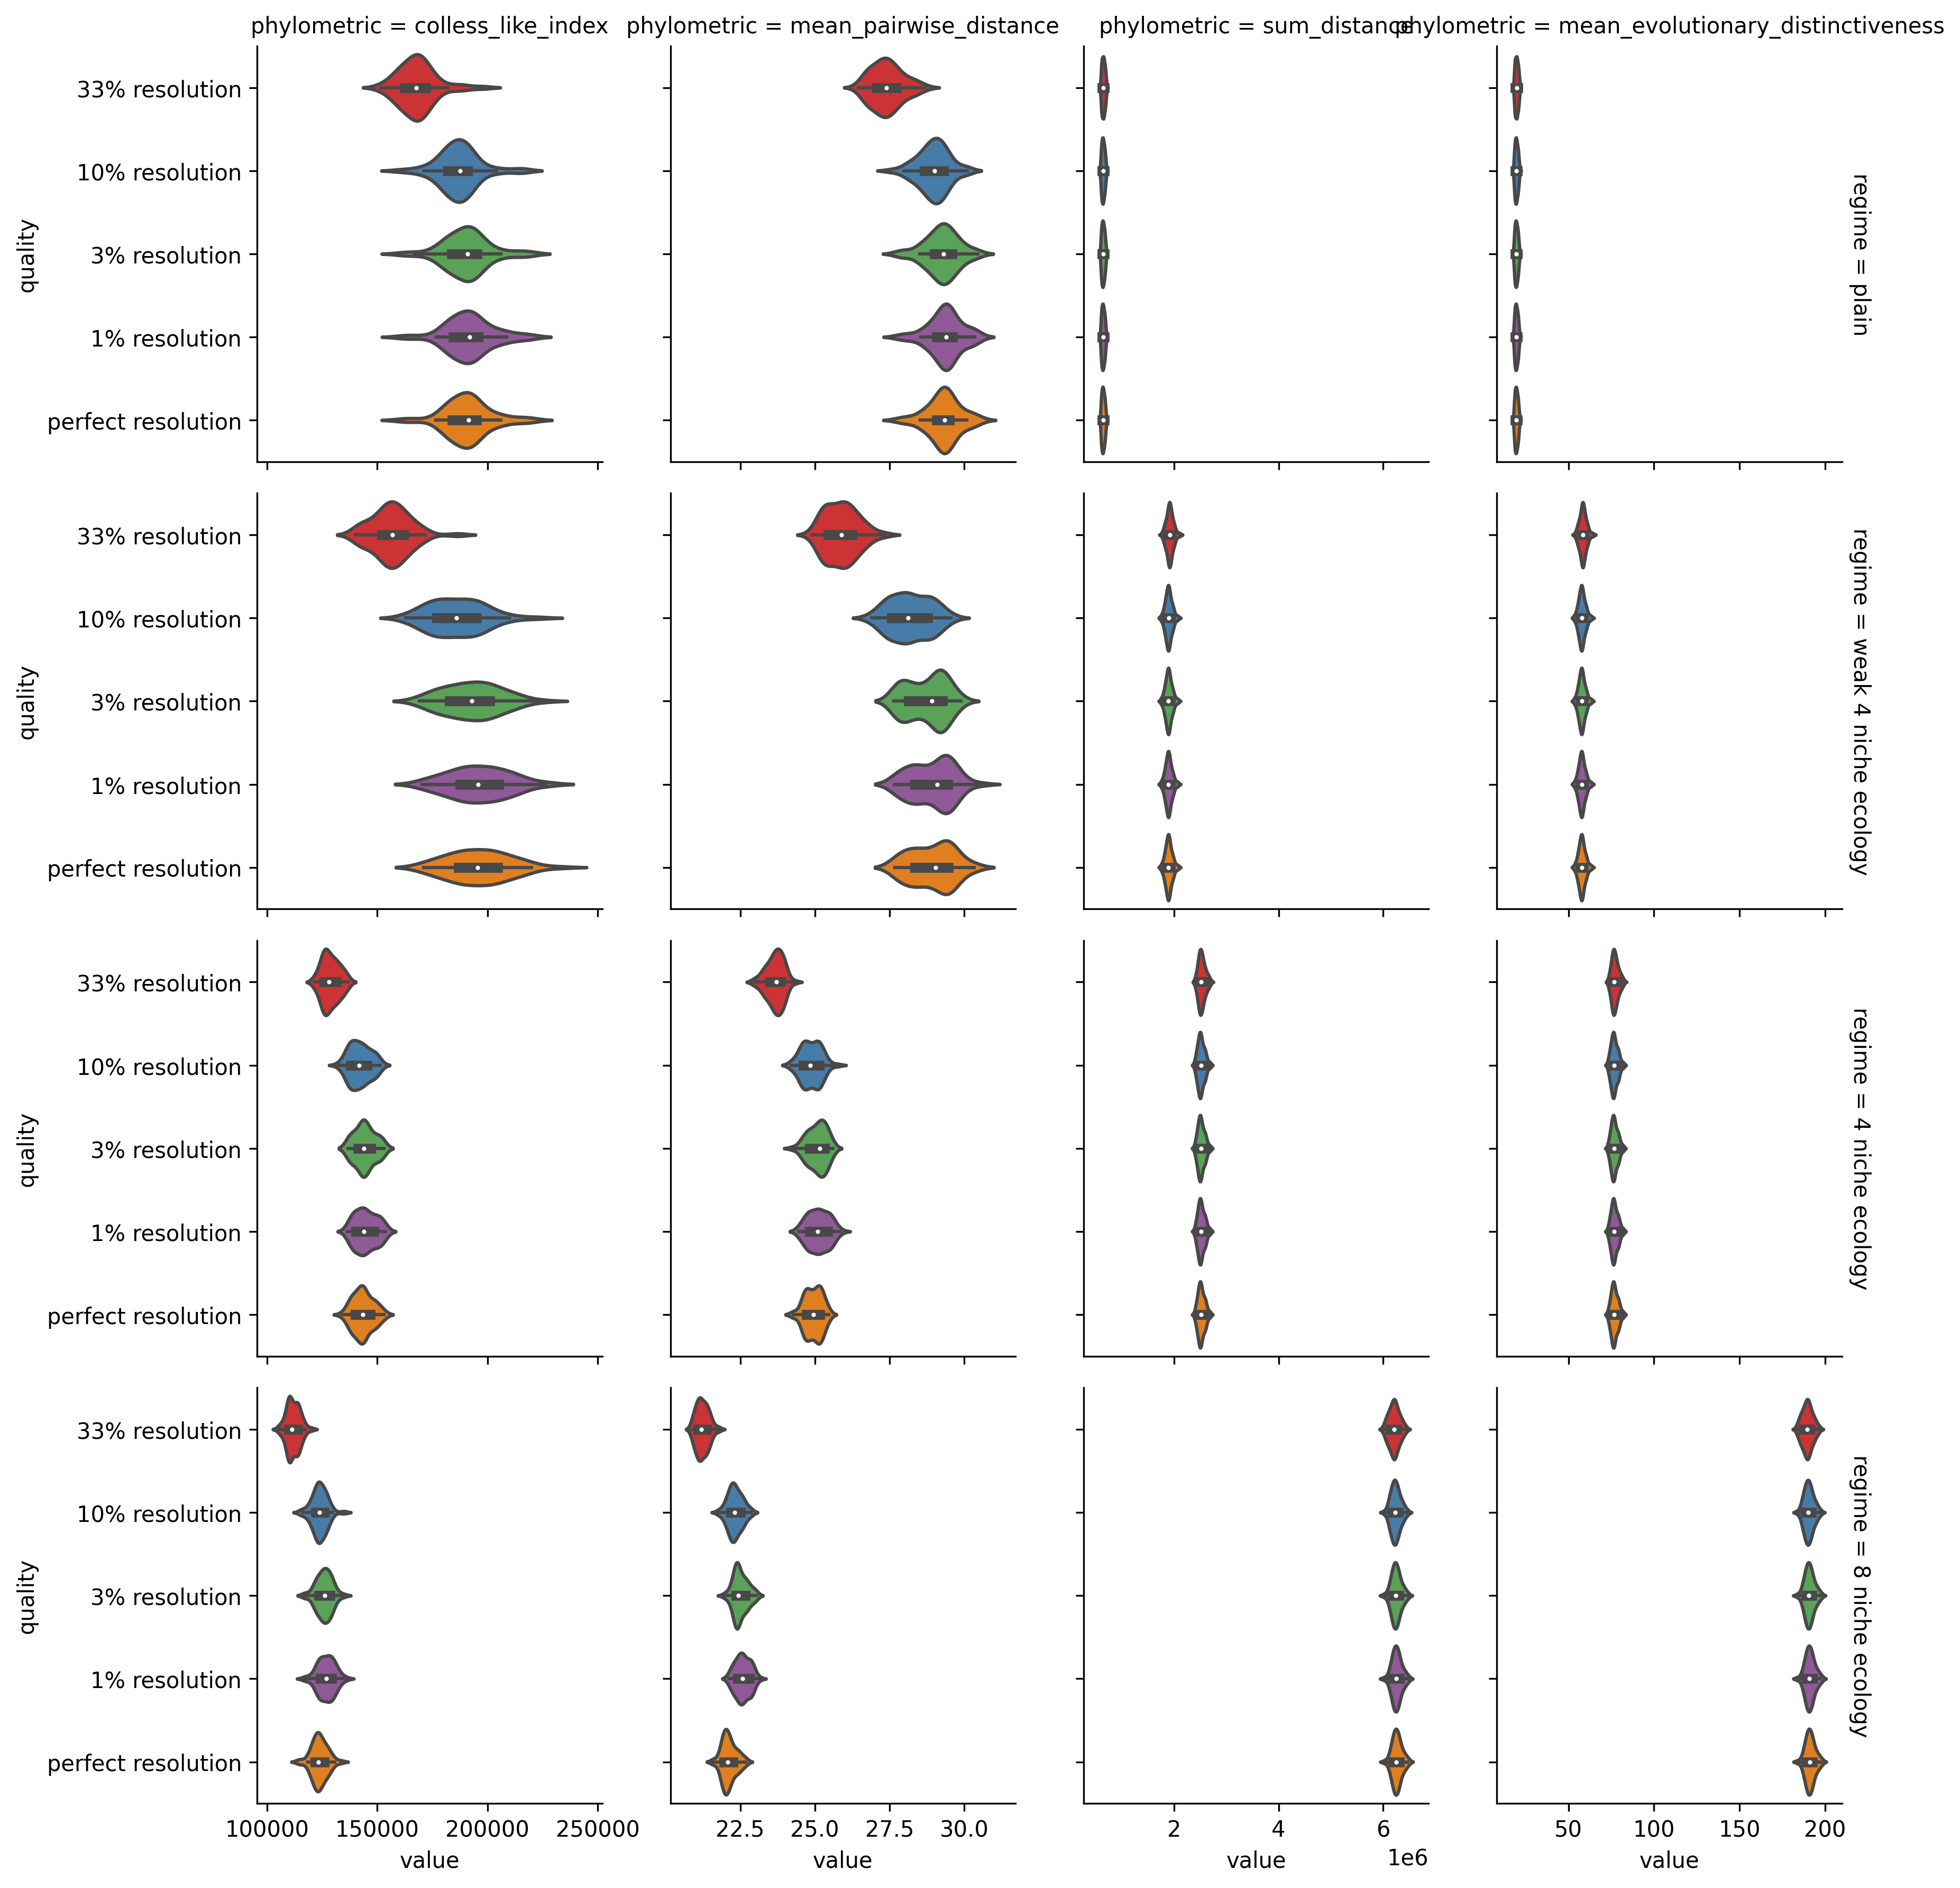 phylometric = colless_like_index
phylometric = mean_pairwise_distance
phylometric = sum_distance
phylometric = mean_evolutionary_distinctiveness
quality
33% resolution
10% resolution
3% resolution
1% resolution
perfect resolution
regime = plain
quality
33% resolution
10% resolution
3% resolution
1% resolution
perfect resolution
regime = weak 4 niche ecology
quality
33% resolution
10% resolution
3% resolution
1% resolution
perfect resolution
regime = 4 niche ecology
quality
33% resolution
10% resolution
3% resolution
1% resolution
perfect resolution
regime = 8 niche ecology
100000 150000 200000 250000
value
22.5 25.0 27.5 30.0
value
2 4 6
1e6
value
50 100 150 200
value